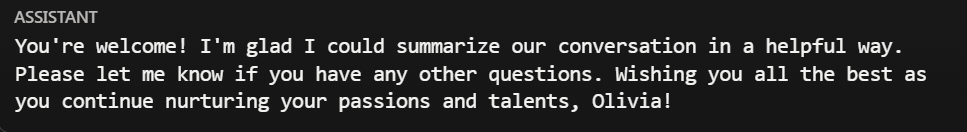 ASSISTANT
You're welcome! I'm glad I could summarize our conversation in a helpful way.
Please let me know if you have any other questions. Wishing you all the best as
you continue nurturing your passions and talents, Olivia!